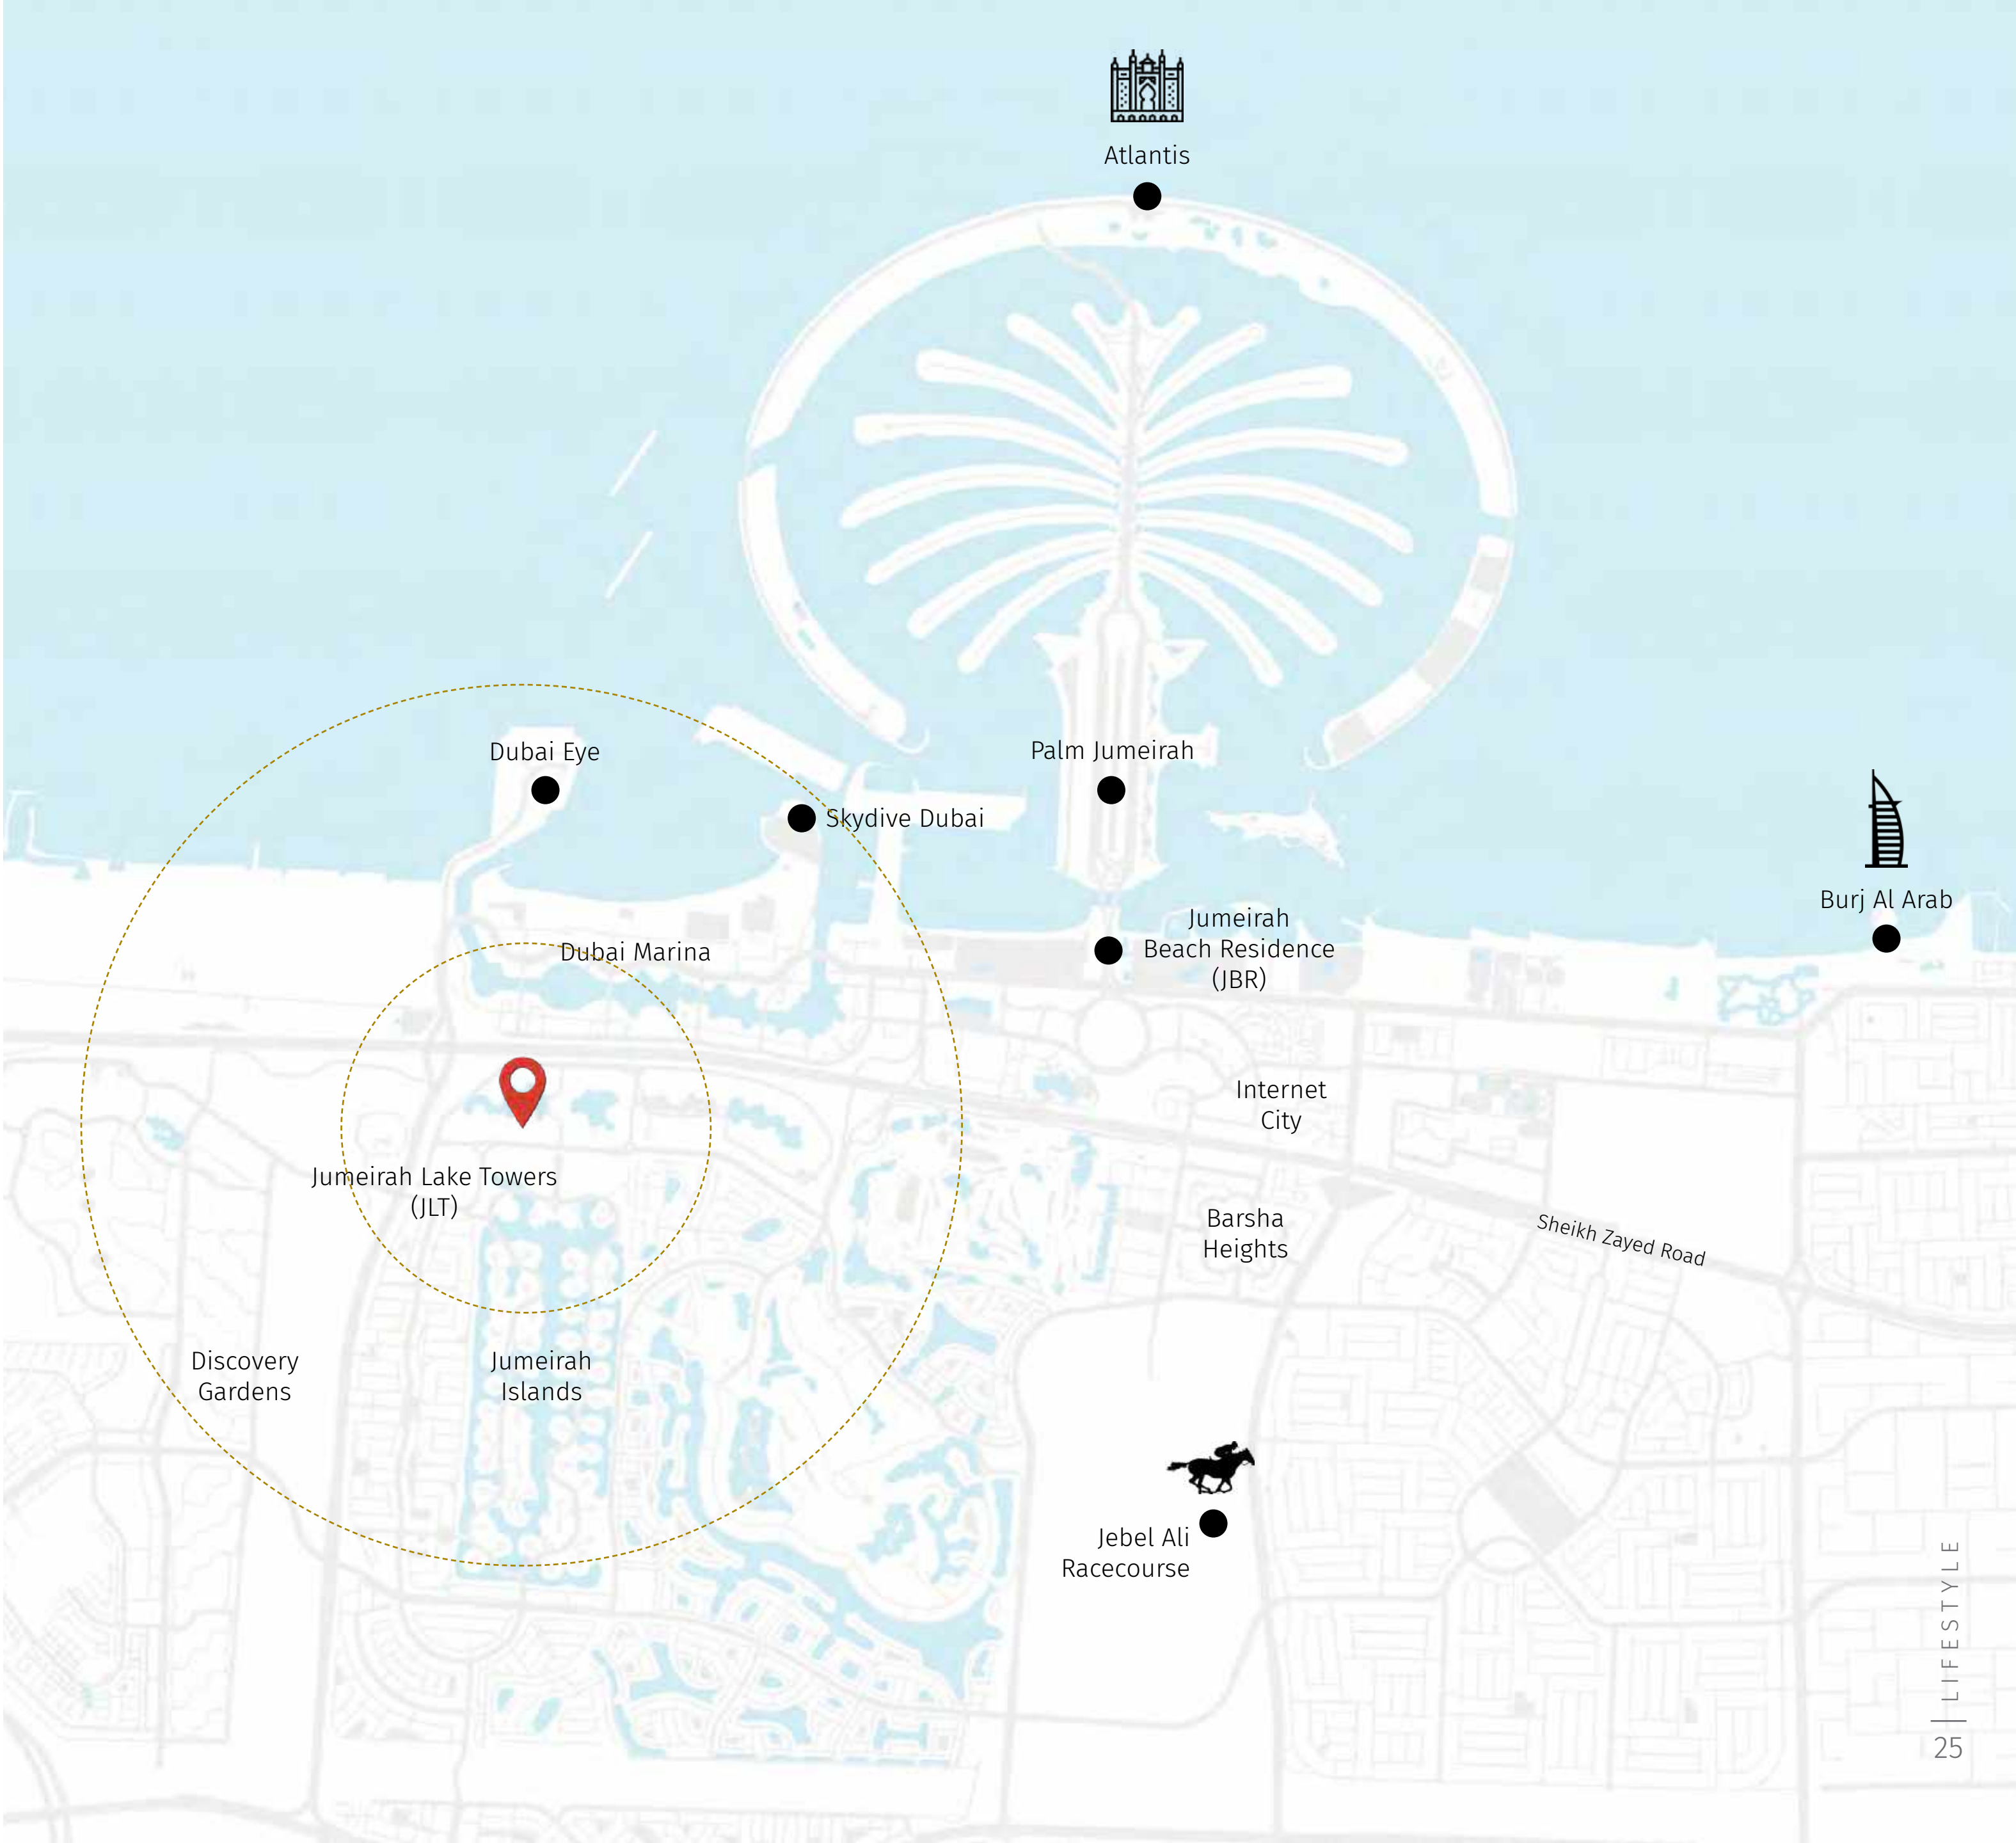 Atlantis
Dubai Eye
Palm Jumeirah
Skydive Dubai
Burj Al Arab
Jumeirah
Beach Residence
(JBR)
Dubai Marina
Internet
City
Jumeirah Lake Towers
(JLT)
Barsha
Heights
Sheikh Zayed Road
Discovery
Gardens
Jumeirah
Islands
Jebel Ali
Racecourse
LIFESTYLE
25